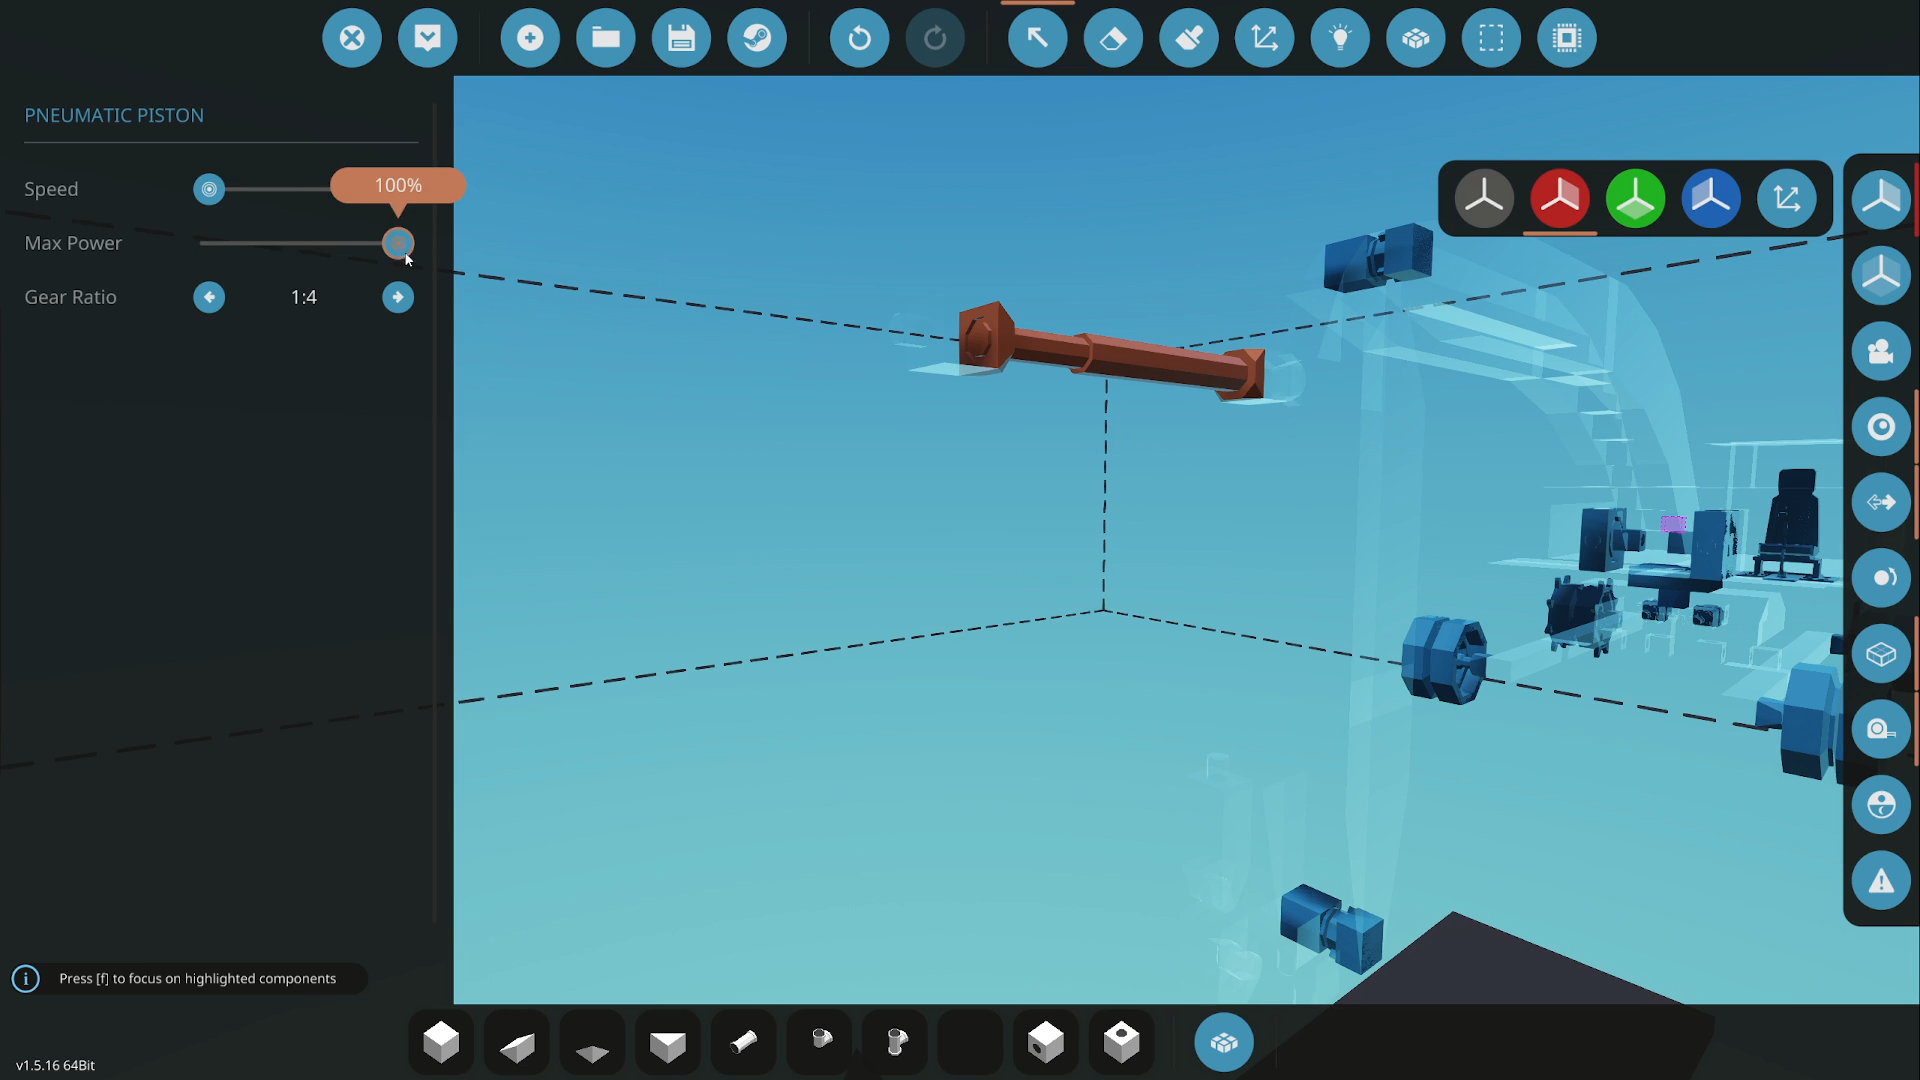 PNEUMATIC PISTON
Speed
100%
Max Power
Gear Ratio
1:4
Press [f] to focus on highlighted components
v1.5.16 64Bit